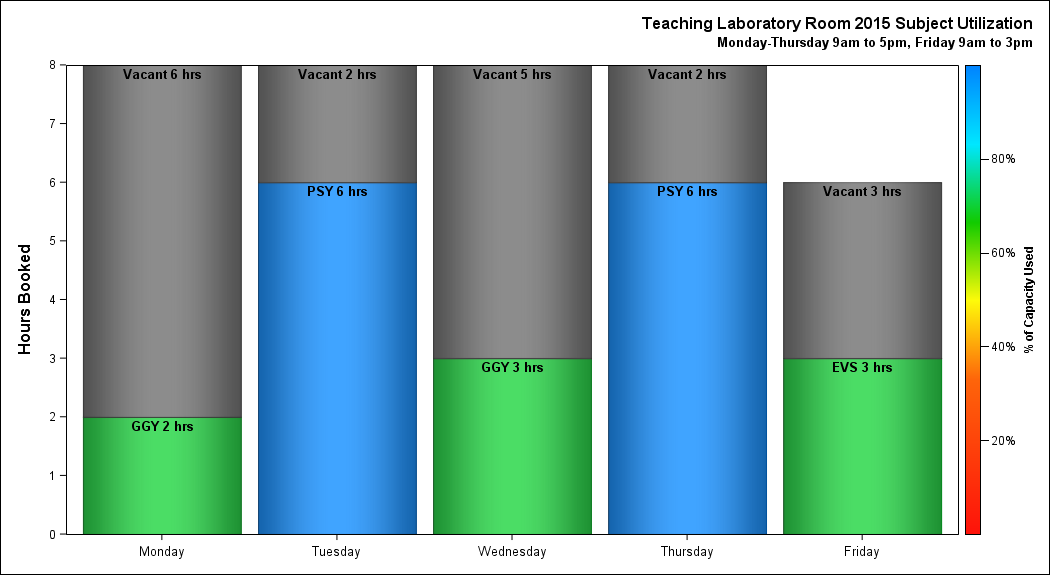 Teaching Laboratory Room 2015 Subject Utilization
Monday-Thursday 9am to 5pm, Friday 9am to 3pm
Hours Booked
8
7
6
5
4
3
2
1
0
Vacant 6 hrs
GGY 2 hrs
Vacant 2 hrs
PSY 6 hrs
Vacant 5 hrs
GGY 3 hrs
Vacant 2 hrs
PSY 6 hrs
Vacant 3 hrs
EVS 3 hrs
Monday
Tuesday
Wednesday
Thursday
Friday
80%
60%
40%
20%
% of Capacity Used